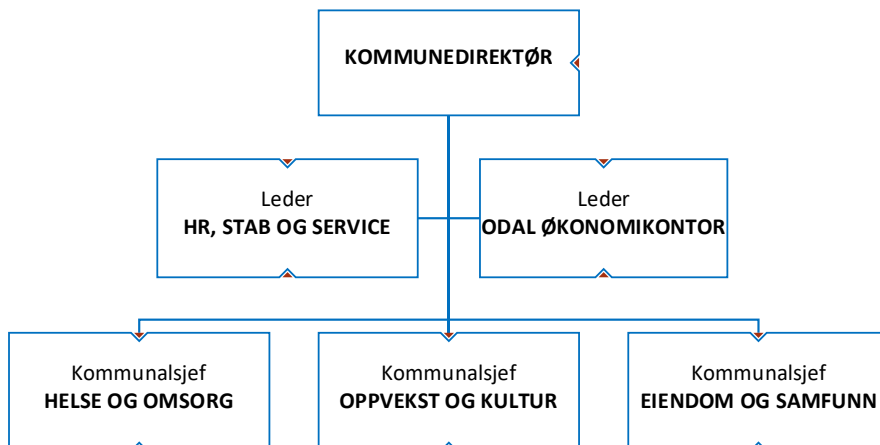 KOMMUNEDIREKTØR
Leder
HR, STAB OG SERVICE
Leder
ODAL ØKONOMIKONTOR
Kommunalsjef
HELSE OG OMSORG
Kommunalsjef
OPPVEKST OG KULTUR
Kommunalsjef
EIENDOM OG SAMFUNN